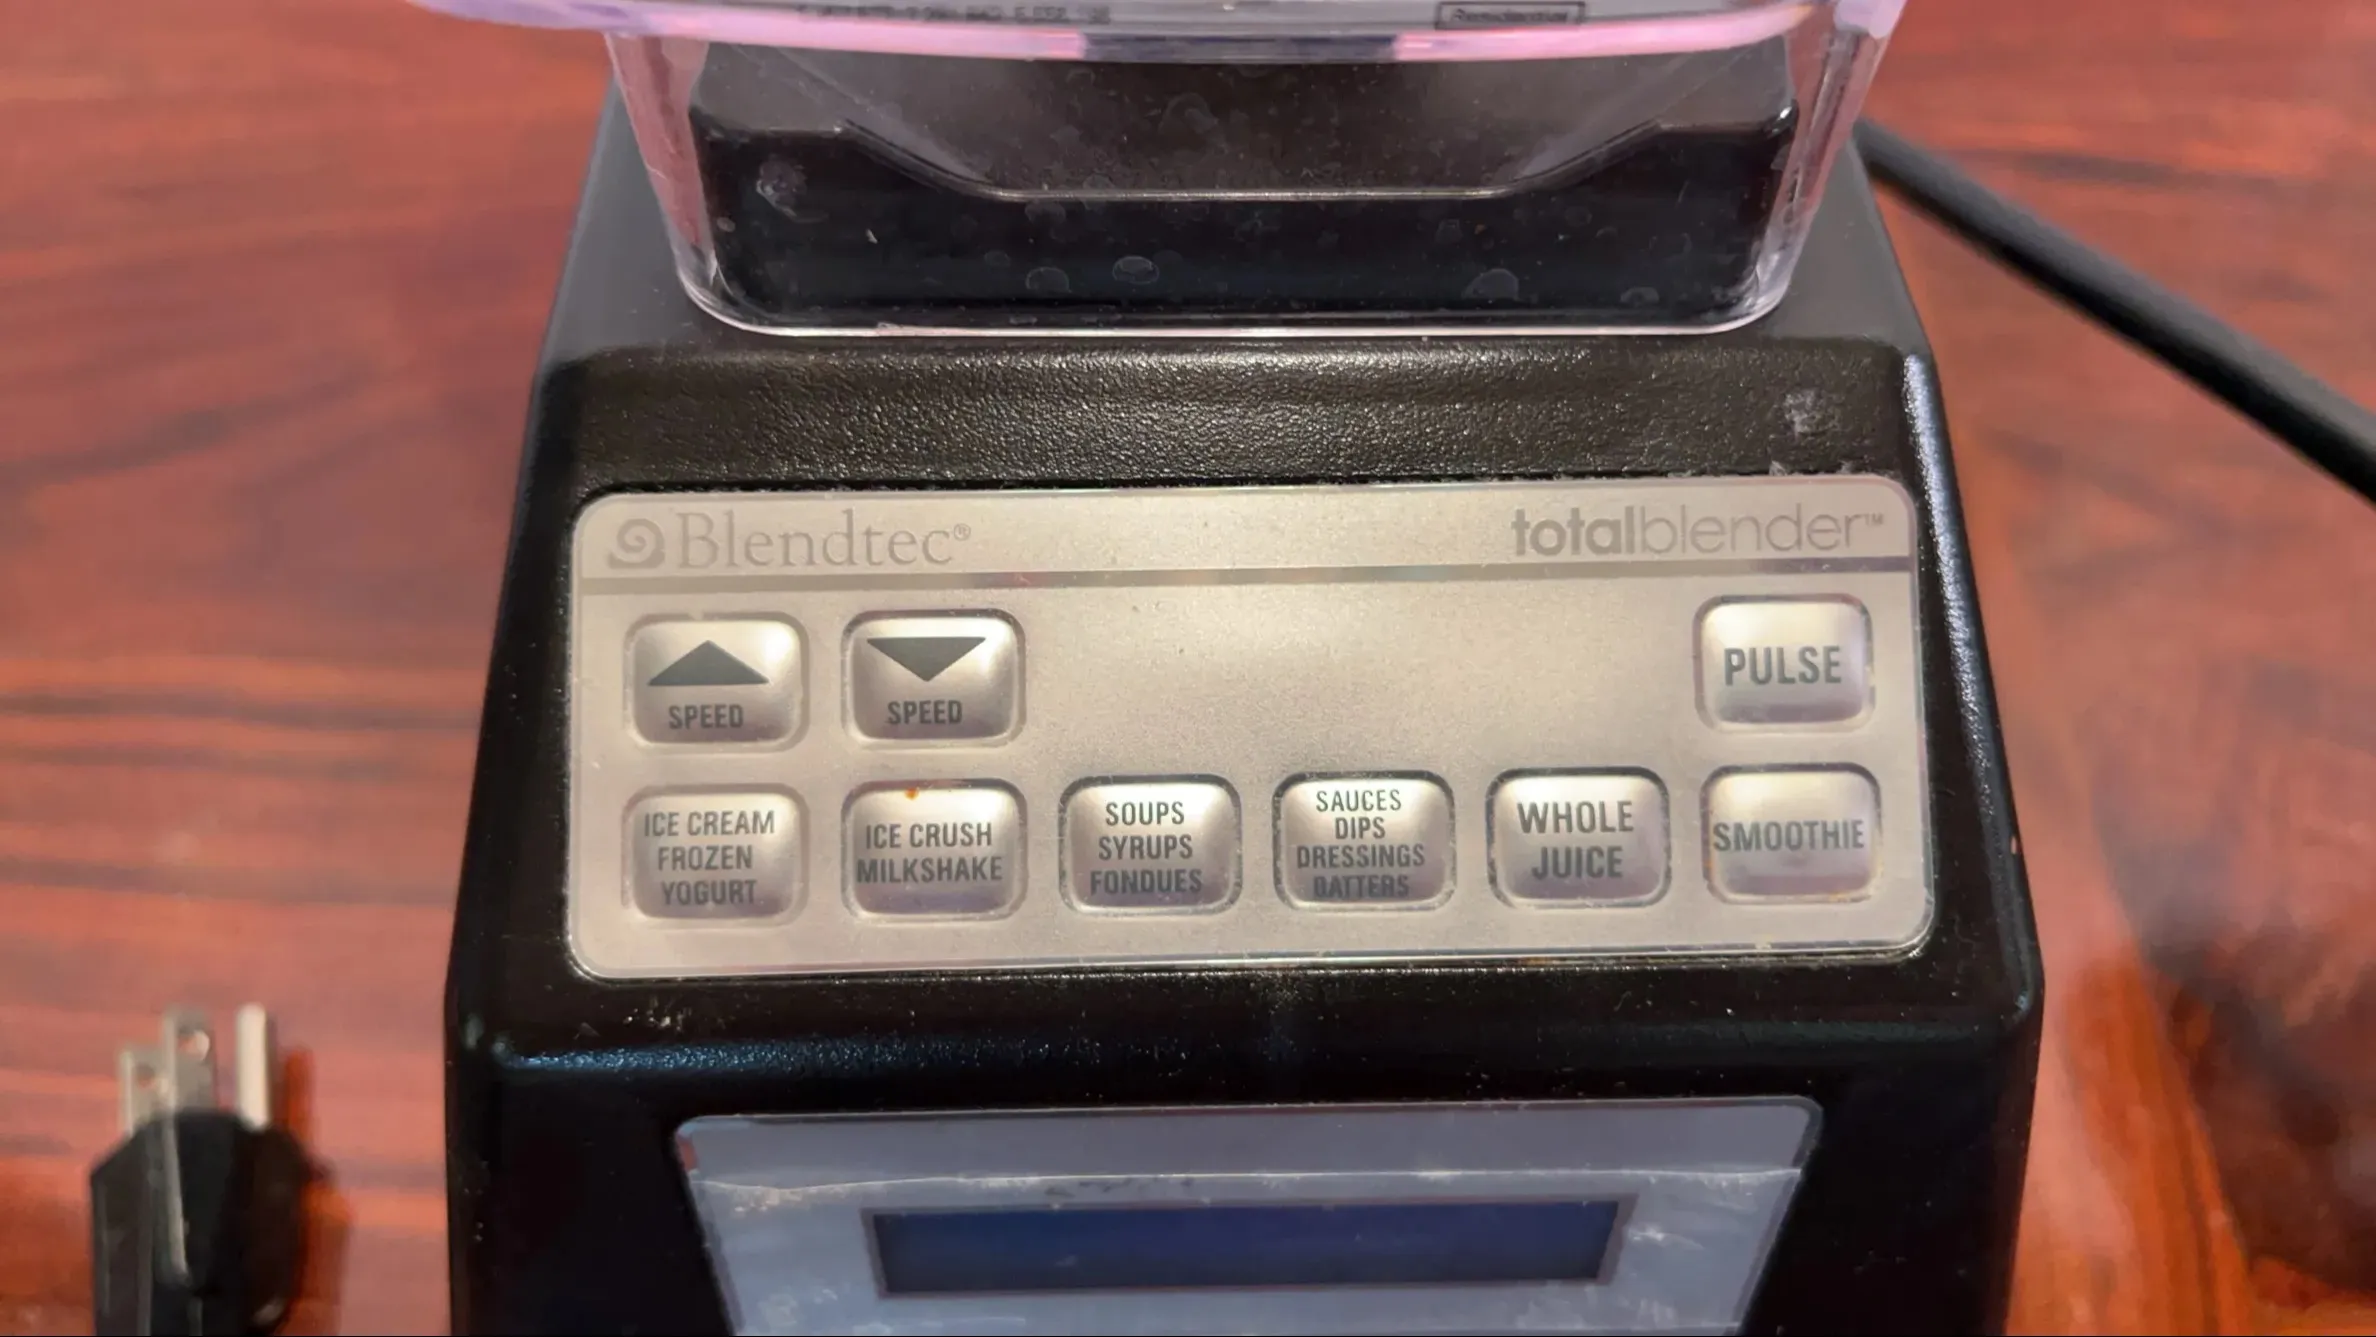 Blendtec®
totalblender™
SPEED
SPEED
PULSE
ICE CREAM
FROZEN
YOGURT
ICE CRUSH
MILKSHAKE
SOUPS
SYRUPS
FONDUES
SAUCES
DIPS
DRESSINGS
BATTERS
WHOLE
JUICE
SMOOTHIE